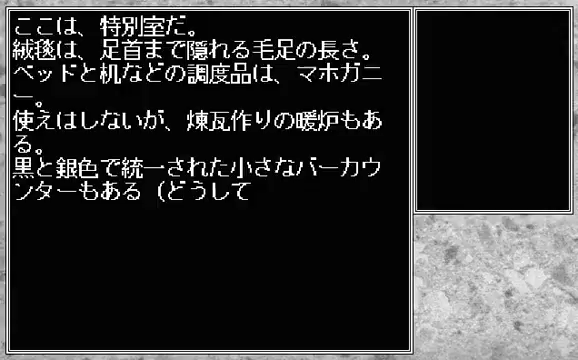 ここは、特別室だ。
絨毯は、足首まで隠れる毛足の長さ。
ベッドと机などの調度品は、マホガニ
ー。
使えはしないが、煉瓦作りの暖炉もあ
る。
黒と銀色で統一された小さなバーカウ
ンターもある（どうして